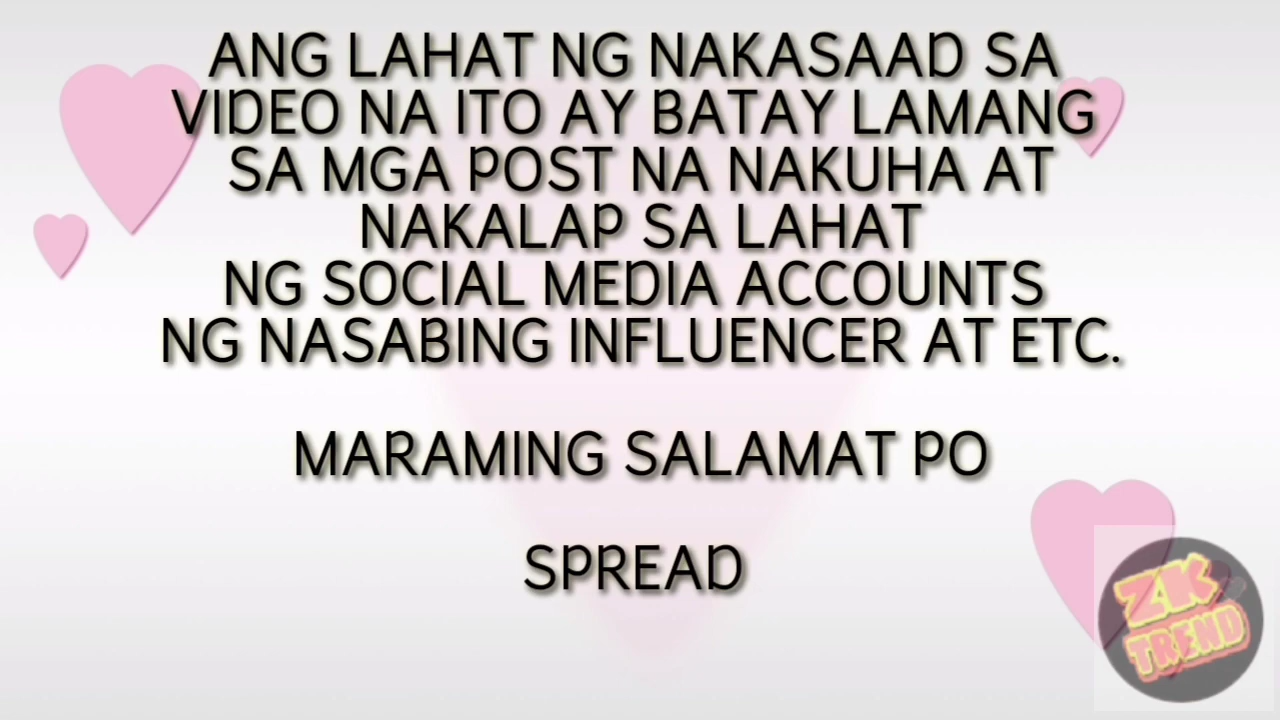 ANG LAHAT NG NAKASAAD SA
VIDEO NA ITO AY BATAY LAMANG
SA MGA POST NA NAKUHA AT
NAKALAP SA LAHAT
NG SOCIAL MEDIA ACCOUNTS
NG NASABING INFLUENCER AT ETC.
MARAMING SALAMAT PO
SPREAD
ZK
TREND